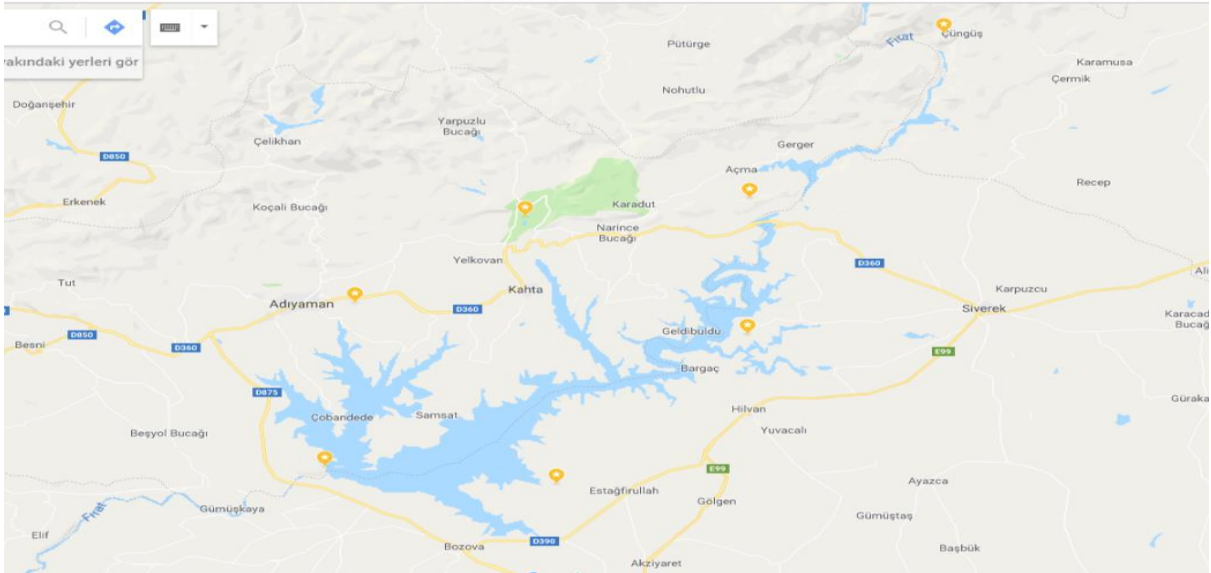 Pütürge
Fırat
Çüngüş
yakındaki yerleri gör
Karamusa
Çermik
Nohutlu
Doğanşehir
Yarpuzlu
Bucağı
Çelikhan
Gerger
D850
Açma
Recep
Erkenek
Koçali Bucağı
Karadut
Narince
Bucağı
Yelkovan
D360
Tut
Kahta
Karpuzcu
Adıyaman
D360
Siverek
Karacad
Bucağ
D850
Geldibuldu
Besni
D360
E99
Bargaç
D875
Güraka
Hilvan
Çobandede
Samsat
Yuvacalı
Beşyol Bucağı
E99
Ayazca
Estağfirullah
Gölgen
Fırat
Gümüşkaya
Gümüştaş
Elif
D390
Bozova
Başbük
Akziyaret